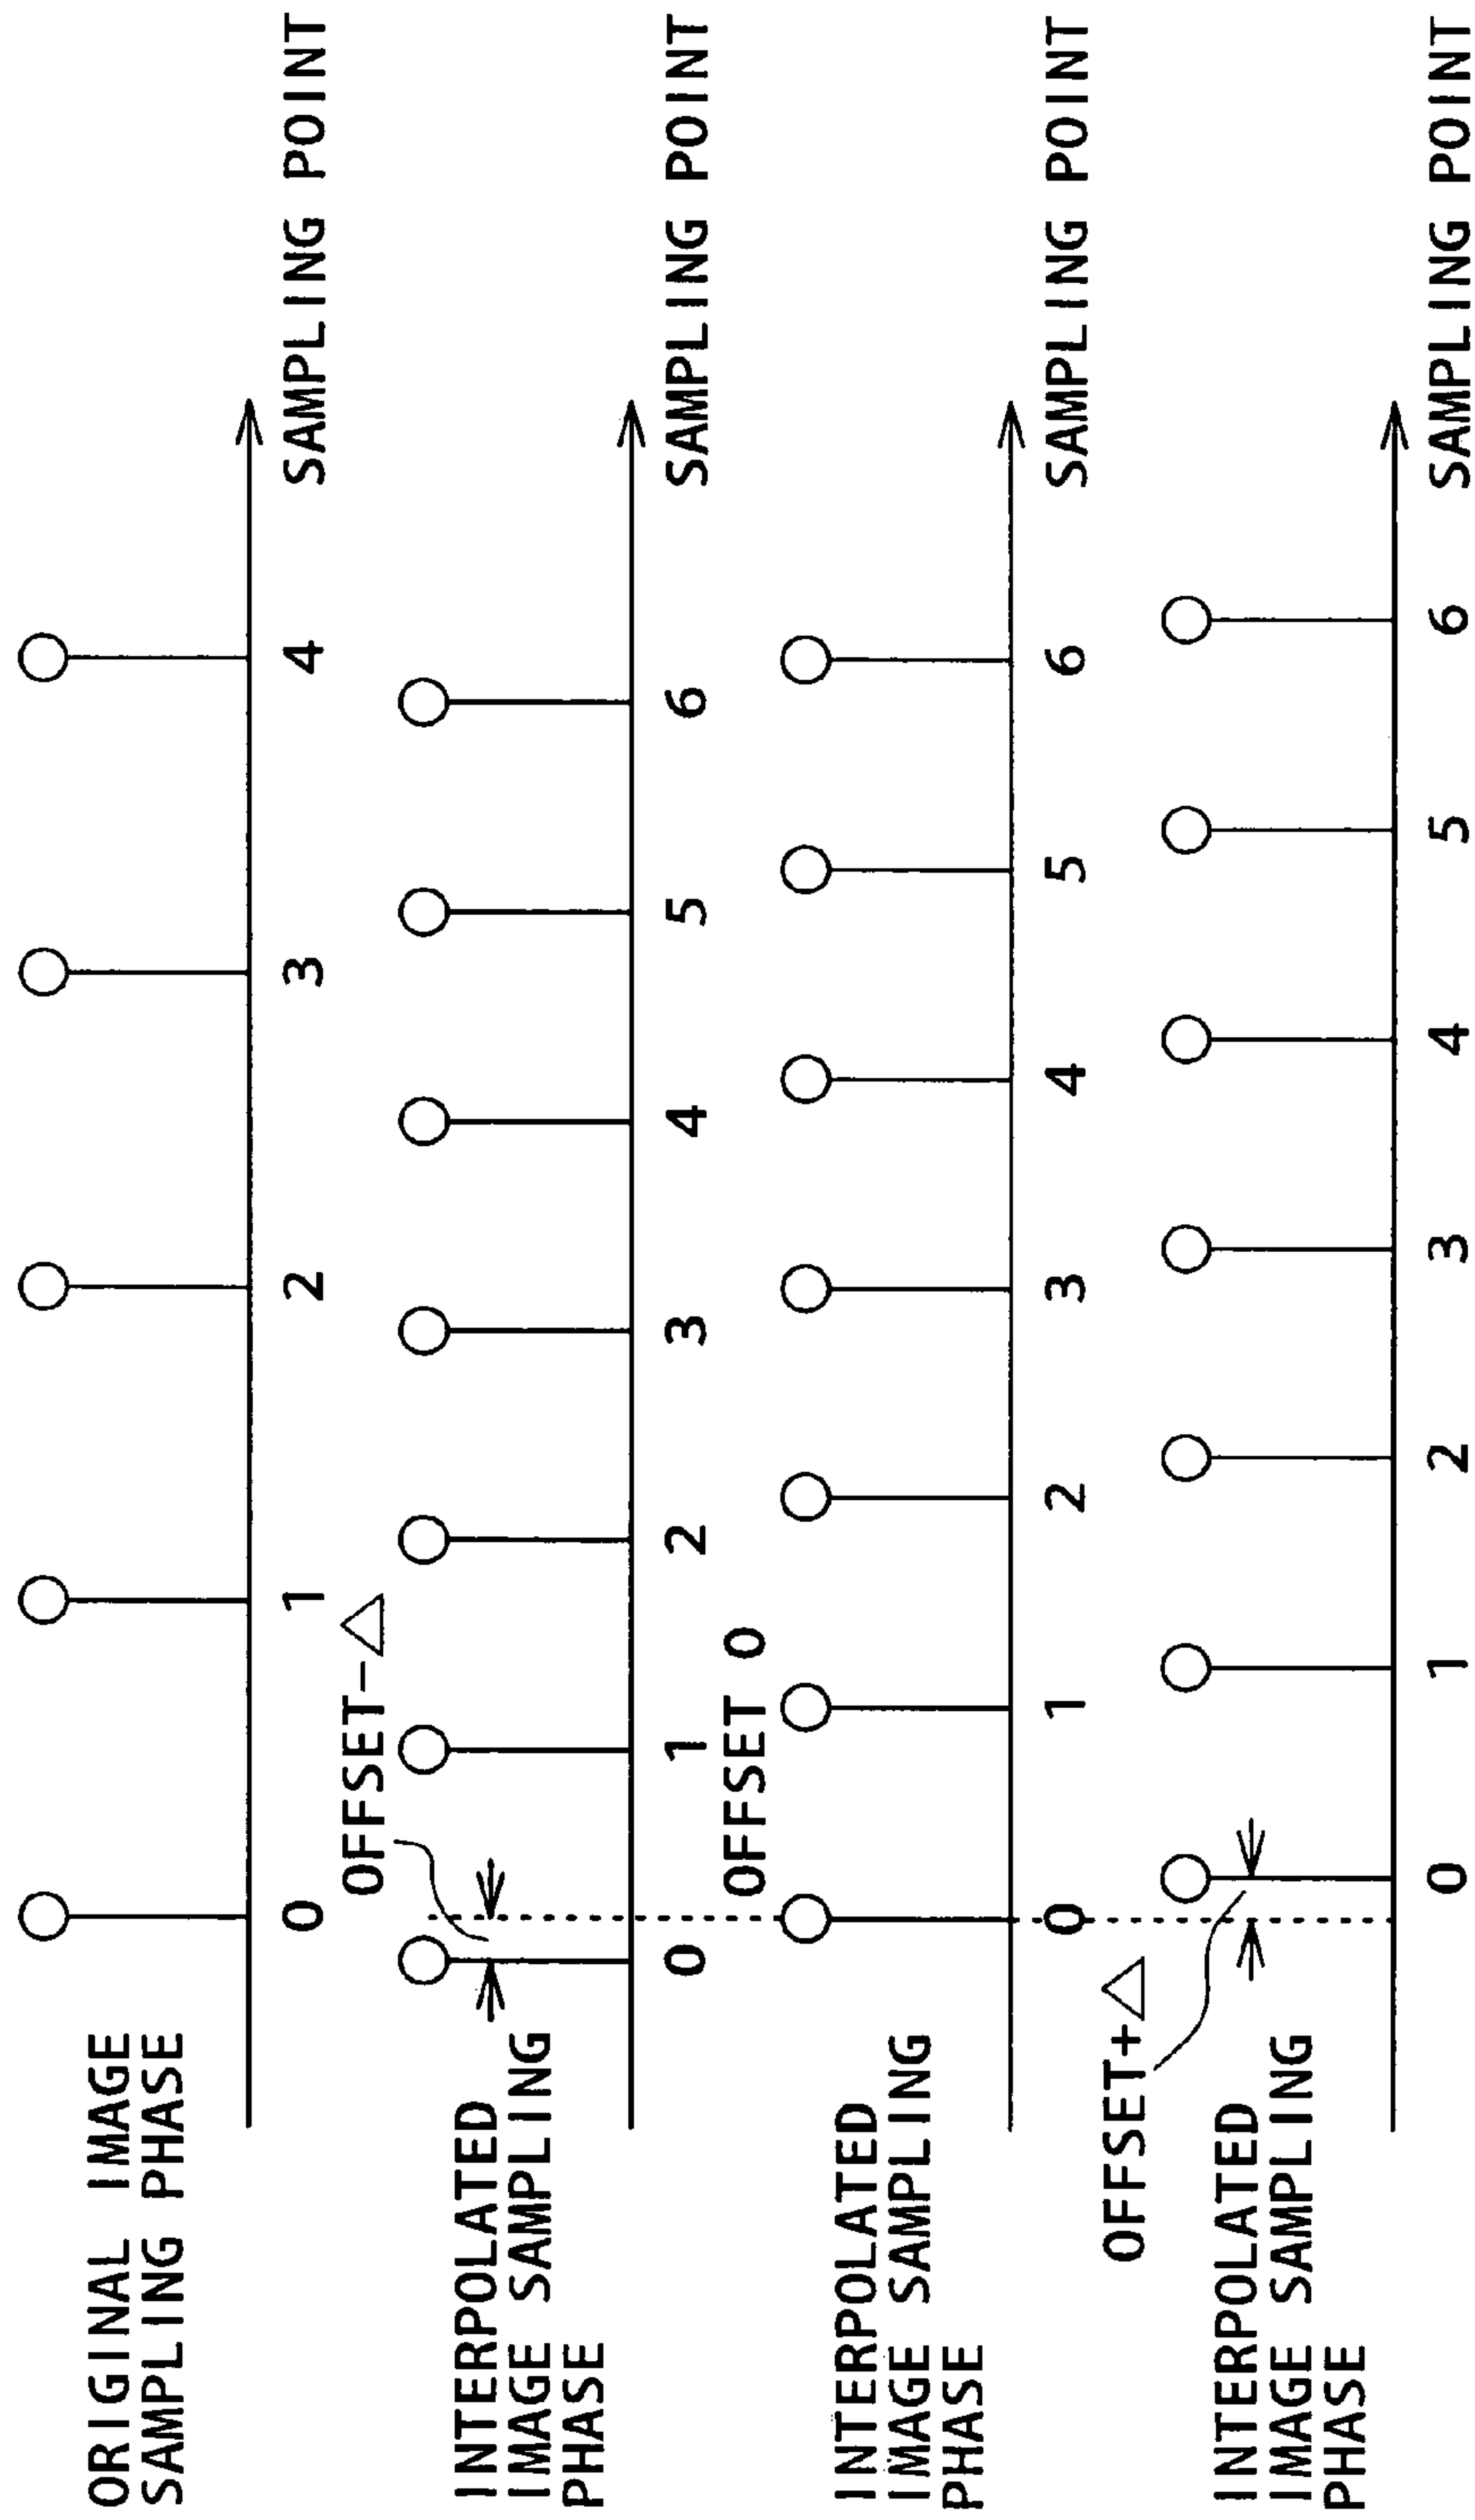 ORIGINAL IMAGE
SAMPLING PHASE
0 1 2 3 4
SAMPLING POINT
OFFSET-△
INTERPOLATED
IMAGE SAMPLING
PHASE
0 1 2 3 4 5 6
SAMPLING POINT
OFFSET 0
INTERPOLATED
IMAGE SAMPLING
PHASE
0 1 2 3 4 5 6
SAMPLING POINT
OFFSET+△
INTERPOLATED
IMAGE SAMPLING
PHASE
0 1 2 3 4 5 6
SAMPLING POINT